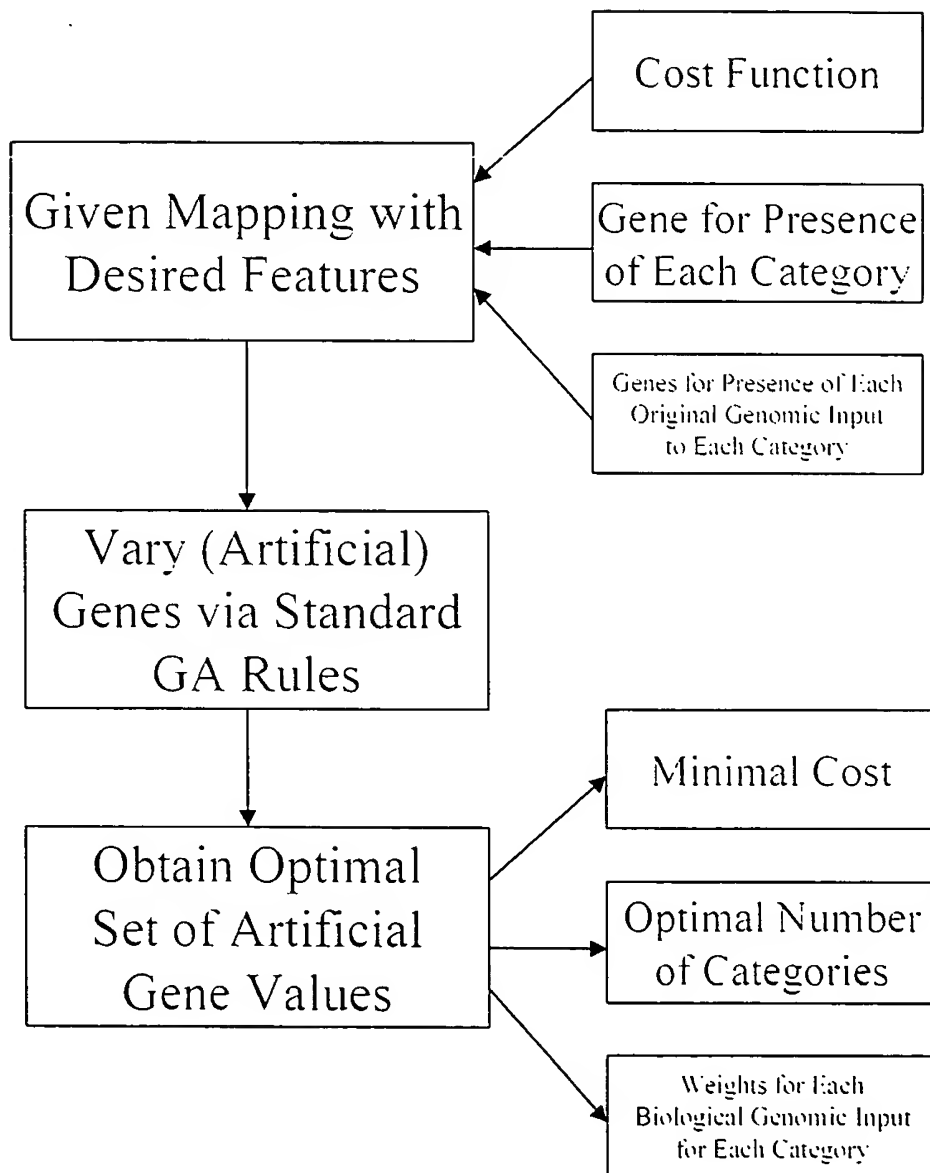 Cost Function
Given Mapping with
Desired Features
Gene for Presence
of Each Category
Genes for Presence of Each
Original Genomic Input
to Each Category
Vary (Artificial)
Genes via Standard
GA Rules
Minimal Cost
Obtain Optimal
Set of Artificial
Gene Values
Optimal Number
of Categories
Weights for Each
Biological Genomic Input
for Each Category